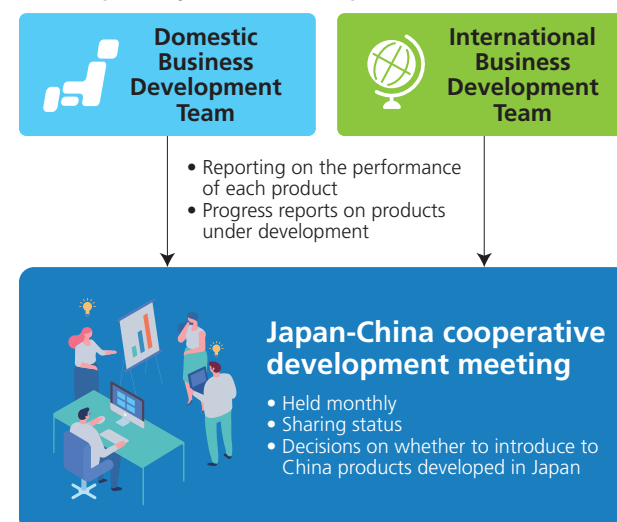 Domestic
Business
Development
Team
International
Business
Development
Team
• Reporting on the performance
of each product
• Progress reports on products
under development
Japan-China cooperative
development meeting
• Held monthly
• Sharing status
• Decisions on whether to introduce to
China products developed in Japan